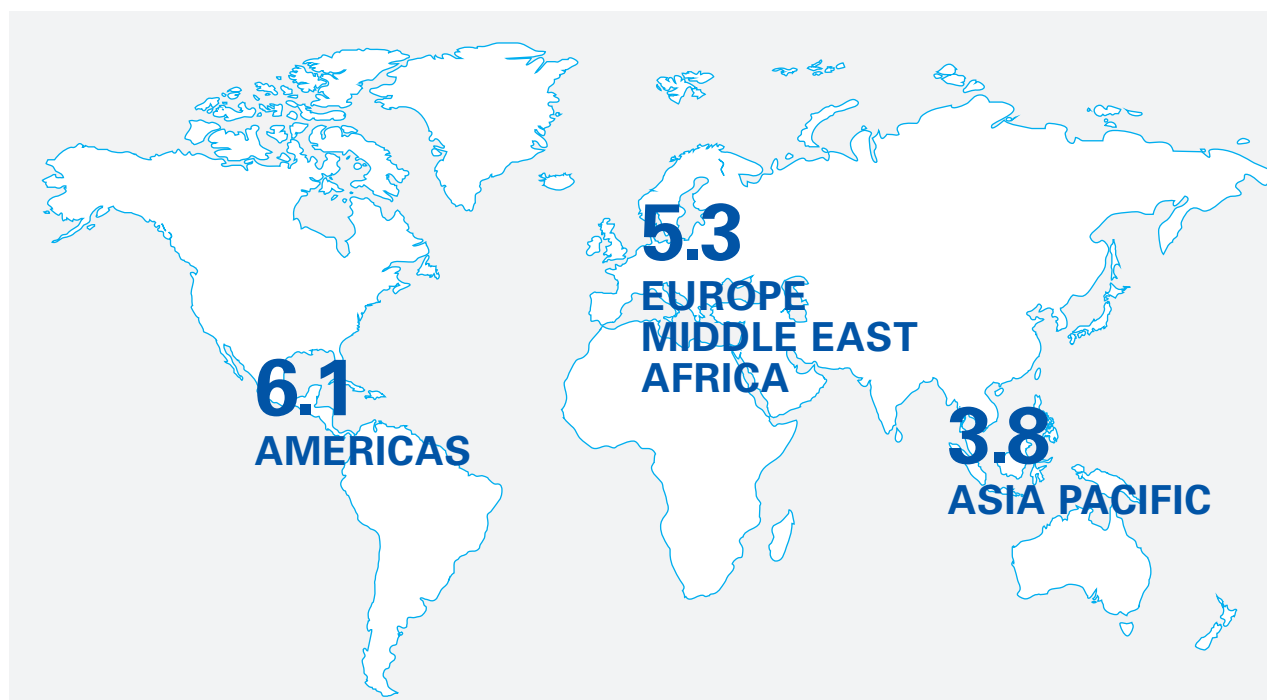 5.3
EUROPE
MIDDLE EAST
AFRICA
6.1
AMERICAS
3.8
ASIA PACIFIC